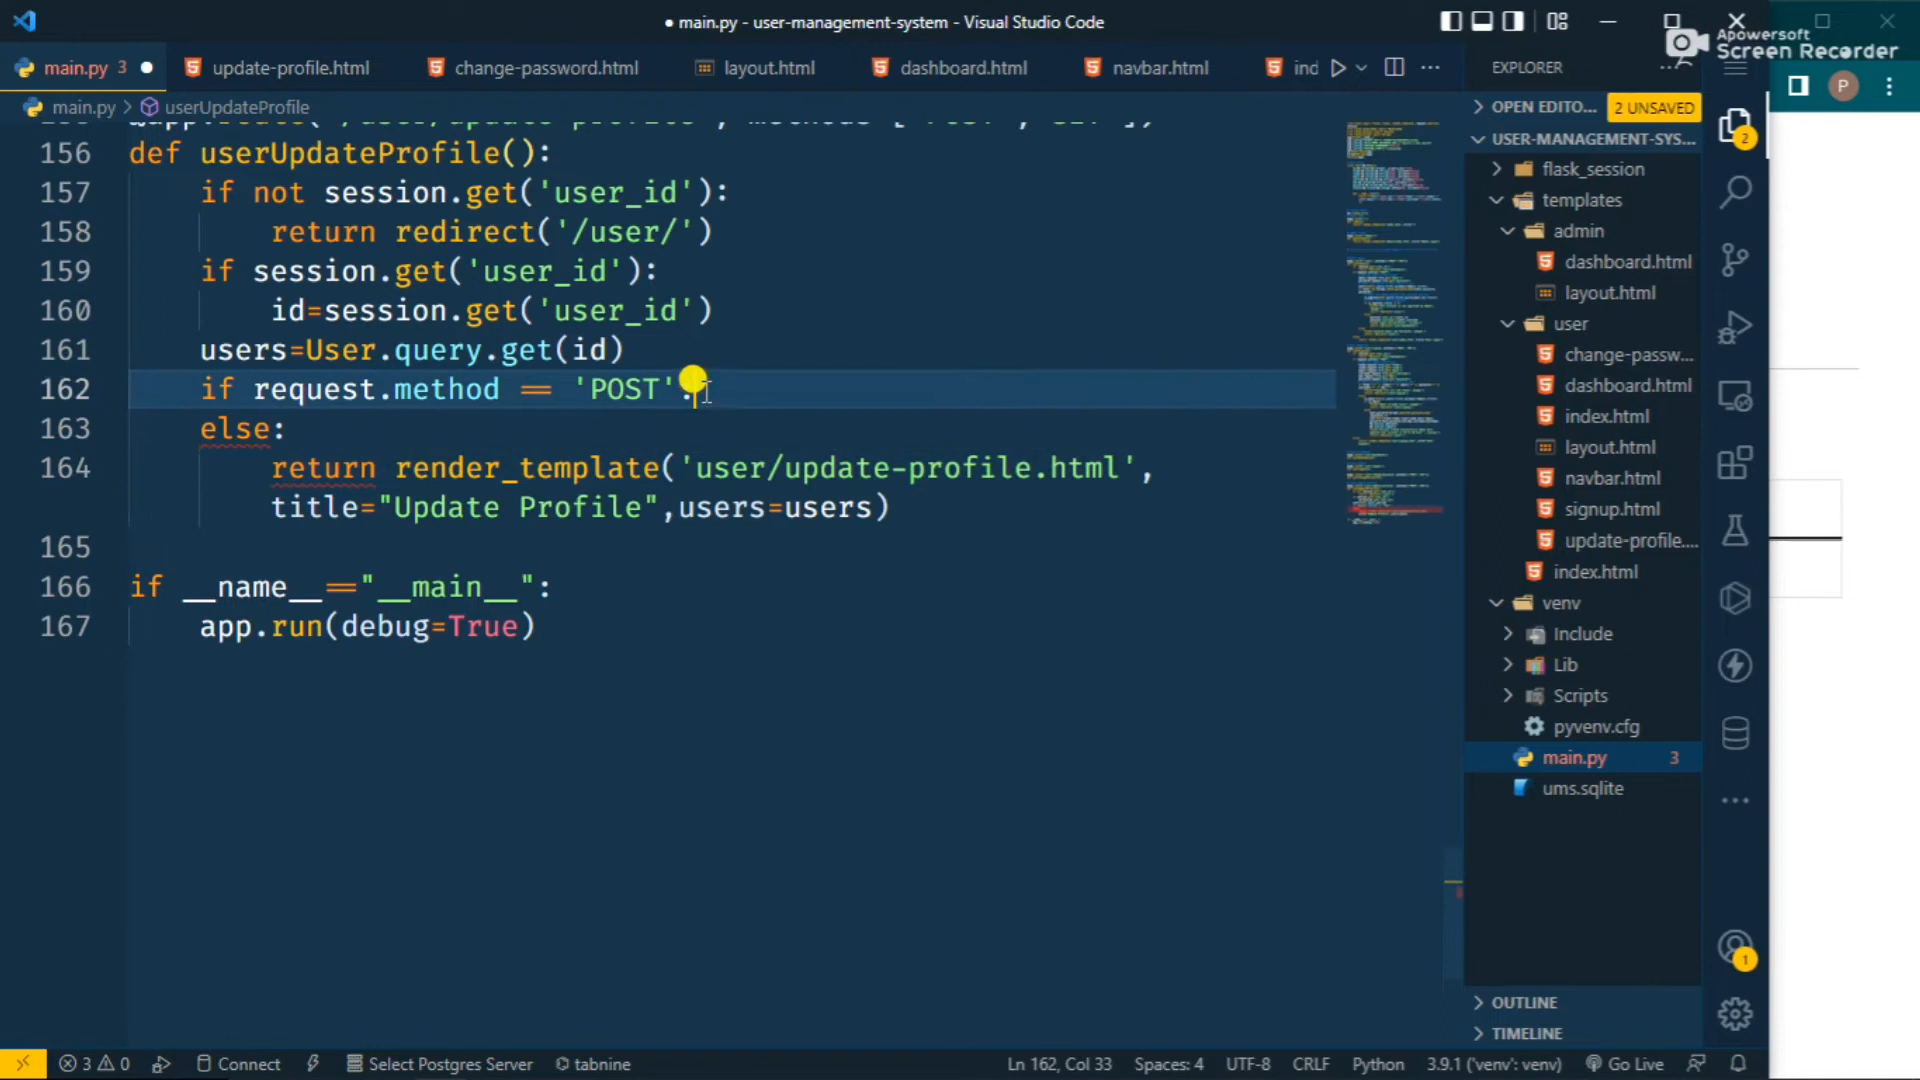 main.py - user-management-system - Visual Studio Code
Apowersoft
Screen Recorder
main.py 3
update-profile.html
change-password.html
layout.html
dashboard.html
navbar.html
ind
EXPLORER
main.py > userUpdateProfile
156 def userUpdateProfile():
157 if not session.get('user_id'):
158 return redirect('/user/')
159 if session.get('user_id'):
160 id=session.get('user_id')
161 users=User.query.get(id)
162 if request.method == 'POST':
163 else:
164 return render_template('user/update-profile.html',
title="Update Profile",users=users)
165
166 if __name__=="__main__":
167 app.run(debug=True)
OPEN EDITO... 2 UNSAVED
USER-MANAGEMENT-SYS...
flask_session
templates
admin
dashboard.html
layout.html
user
change-passw...
dashboard.html
index.html
layout.html
navbar.html
signup.html
update-profile....
index.html
venv
Include
Lib
Scripts
pyvenv.cfg
main.py 3
ums.sqlite
OUTLINE
TIMELINE
2
1
P
3 0
Connect
Select Postgres Server
tabnine
Ln 162, Col 33
Spaces: 4
UTF-8
CRLF
Python
3.9.1 ('venv': venv)
Go Live